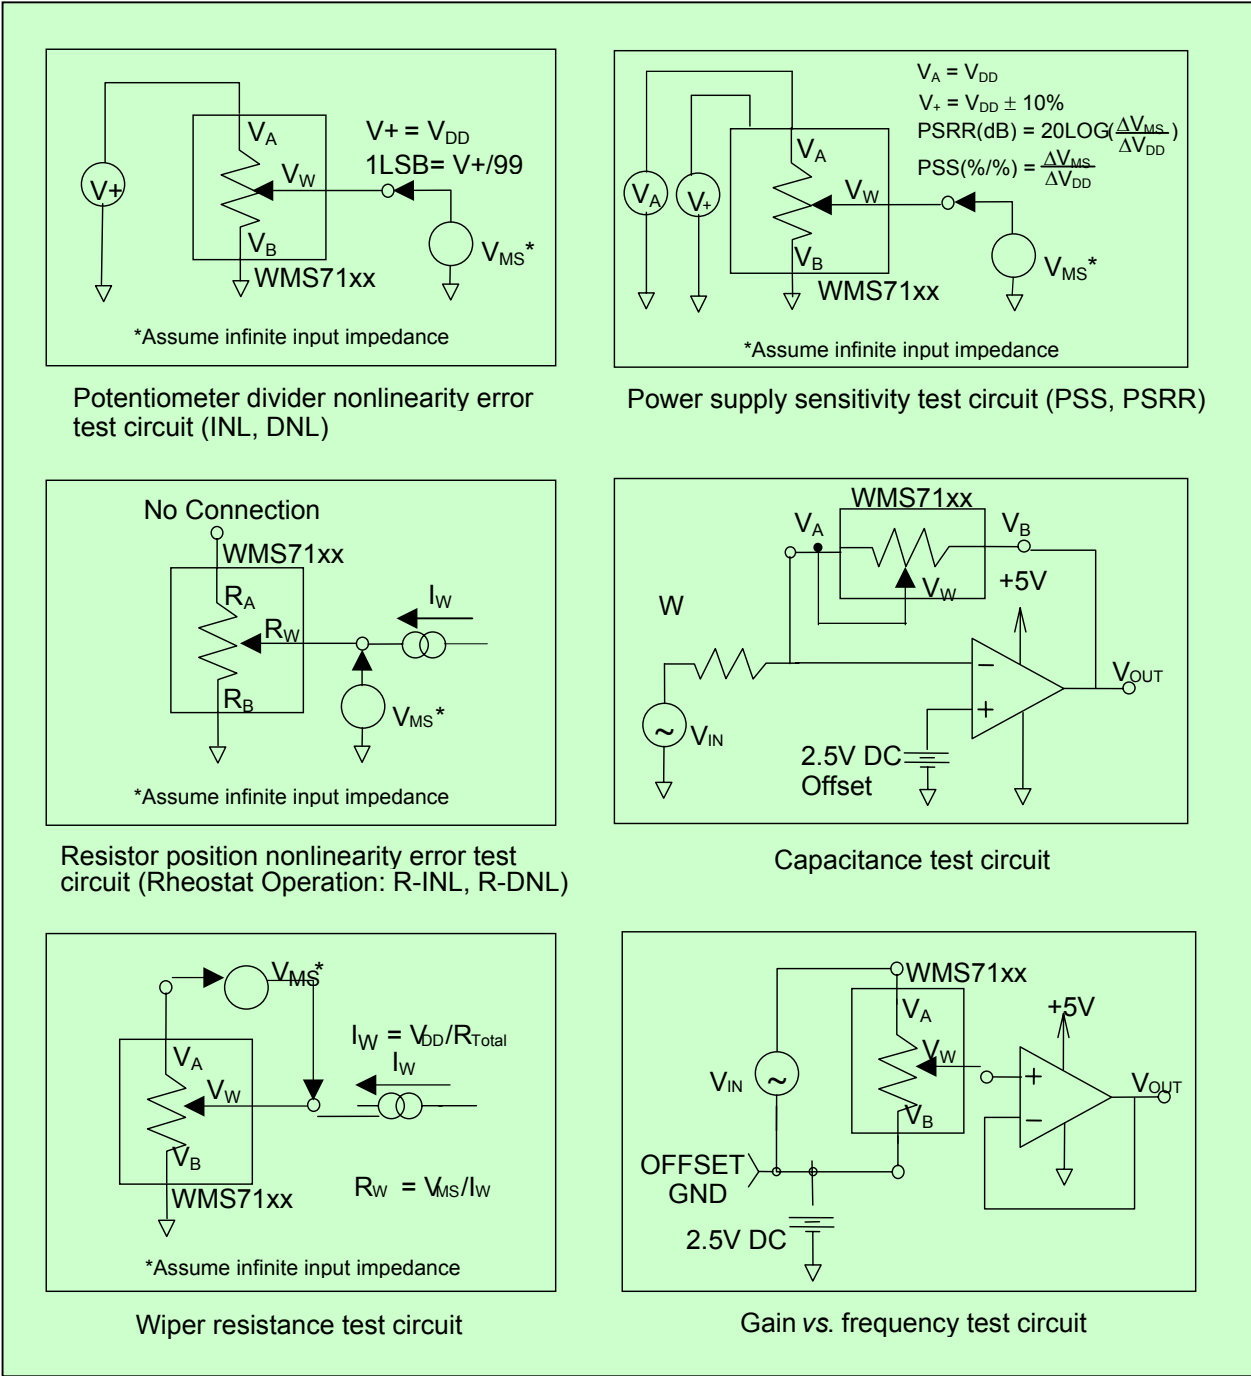 V+
VA
VW
VB
WMS71xx
V+ = VDD
1LSB= V+/99
VMS*
*Assume infinite input impedance
Potentiometer divider nonlinearity error
test circuit (INL, DNL)
VA = VDD
V+ = VDD ± 10%
PSRR(dB) = 20LOG(ΔVMS/ΔVDD)
PSS(%/%) = ΔVMS/ΔVDD
VA
V+
VA
VW
VB
WMS71xx
VMS*
*Assume infinite input impedance
Power supply sensitivity test circuit (PSS, PSRR)
No Connection
WMS71xx
RA
RW
RB
IW
VMS*
*Assume infinite input impedance
Resistor position nonlinearity error test
circuit (Rheostat Operation: R-INL, R-DNL)
WMS71xx
VA
VB
VW
+5V
W
−
+
VOUT
~
VIN
2.5V DC
Offset
Capacitance test circuit
VMS*
IW = VDD/RTotal
IW
VA
VW
VB
WMS71xx
RW = VMS/IW
*Assume infinite input impedance
Wiper resistance test circuit
WMS71xx
VA
VW
VB
+5V
VIN
~
+
−
VOUT
OFFSET
GND
2.5V DC
Gain vs. frequency test circuit